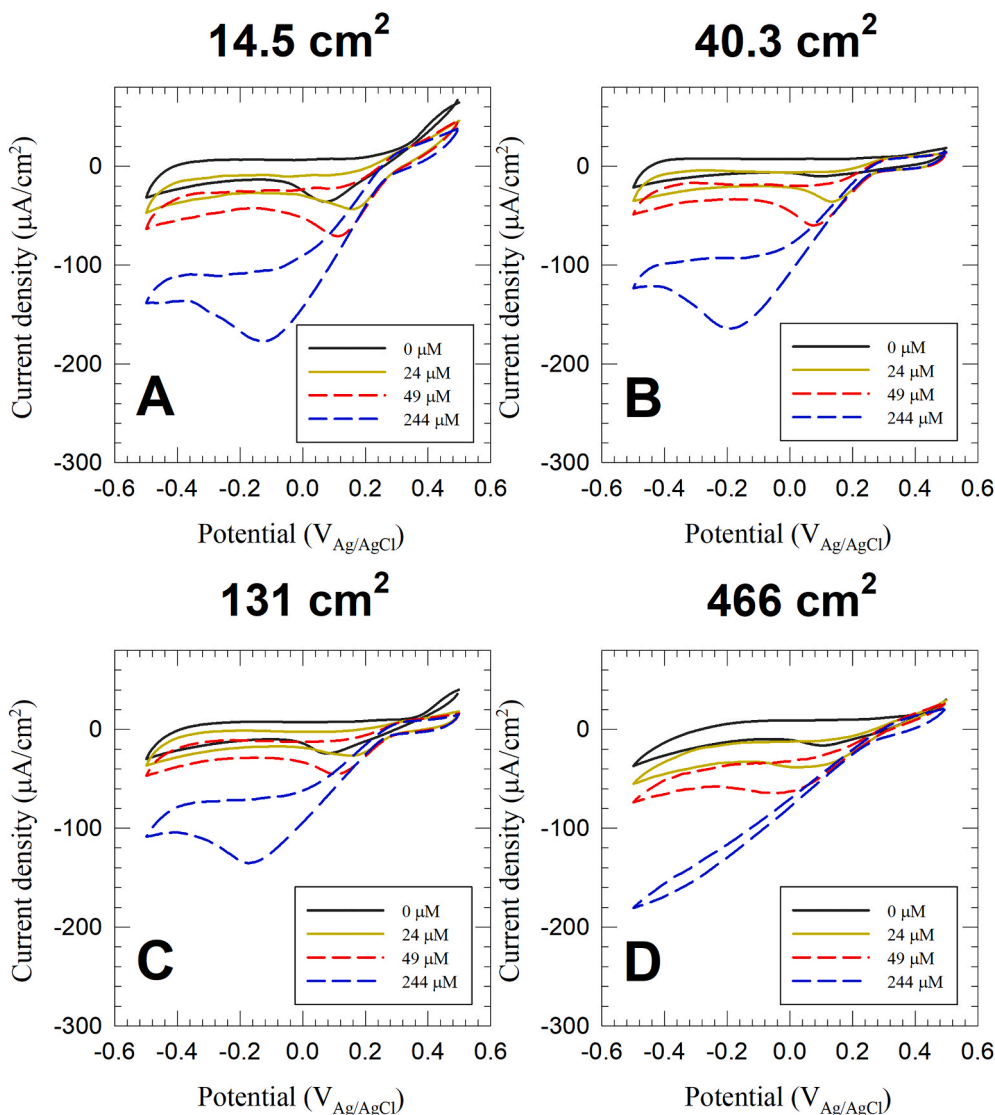 14.5 cm²
40.3 cm²
Current density (μA/cm²)
0
-100
-200
-300
-0.6 -0.4 -0.2 0.0 0.2 0.4 0.6
Potential (V_Ag/AgCl)
0 μM
24 μM
49 μM
244 μM
A
Current density (μA/cm²)
0
-100
-200
-300
-0.6 -0.4 -0.2 0.0 0.2 0.4 0.6
Potential (V_Ag/AgCl)
0 μM
24 μM
49 μM
244 μM
B
131 cm²
466 cm²
Current density (μA/cm²)
0
-100
-200
-300
-0.6 -0.4 -0.2 0.0 0.2 0.4 0.6
Potential (V_Ag/AgCl)
0 μM
24 μM
49 μM
244 μM
C
Current density (μA/cm²)
0
-100
-200
-300
-0.6 -0.4 -0.2 0.0 0.2 0.4 0.6
Potential (V_Ag/AgCl)
0 μM
24 μM
49 μM
244 μM
D